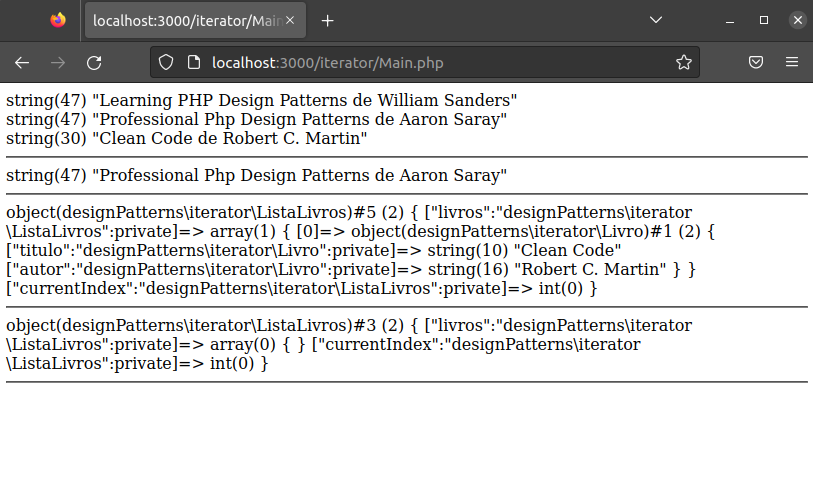 localhost:3000/iterator/Main
localhost:3000/iterator/Main.php
string(47) "Learning PHP Design Patterns de William Sanders"
string(47) "Professional Php Design Patterns de Aaron Saray"
string(30) "Clean Code de Robert C. Martin"
string(47) "Professional Php Design Patterns de Aaron Saray"
object(designPatterns\iterator\ListaLivros)#5 (2) { ["livros":"designPatterns\iterator
\ListaLivros":private]=> array(1) { [0]=> object(designPatterns\iterator\Livro)#1 (2) {
["titulo":"designPatterns\iterator\Livro":private]=> string(10) "Clean Code"
["autor":"designPatterns\iterator\Livro":private]=> string(16) "Robert C. Martin" } }
["currentIndex":"designPatterns\iterator\ListaLivros":private]=> int(0) }
object(designPatterns\iterator\ListaLivros)#3 (2) { ["livros":"designPatterns\iterator
\ListaLivros":private]=> array(0) { } ["currentIndex":"designPatterns\iterator
\ListaLivros":private]=> int(0) }